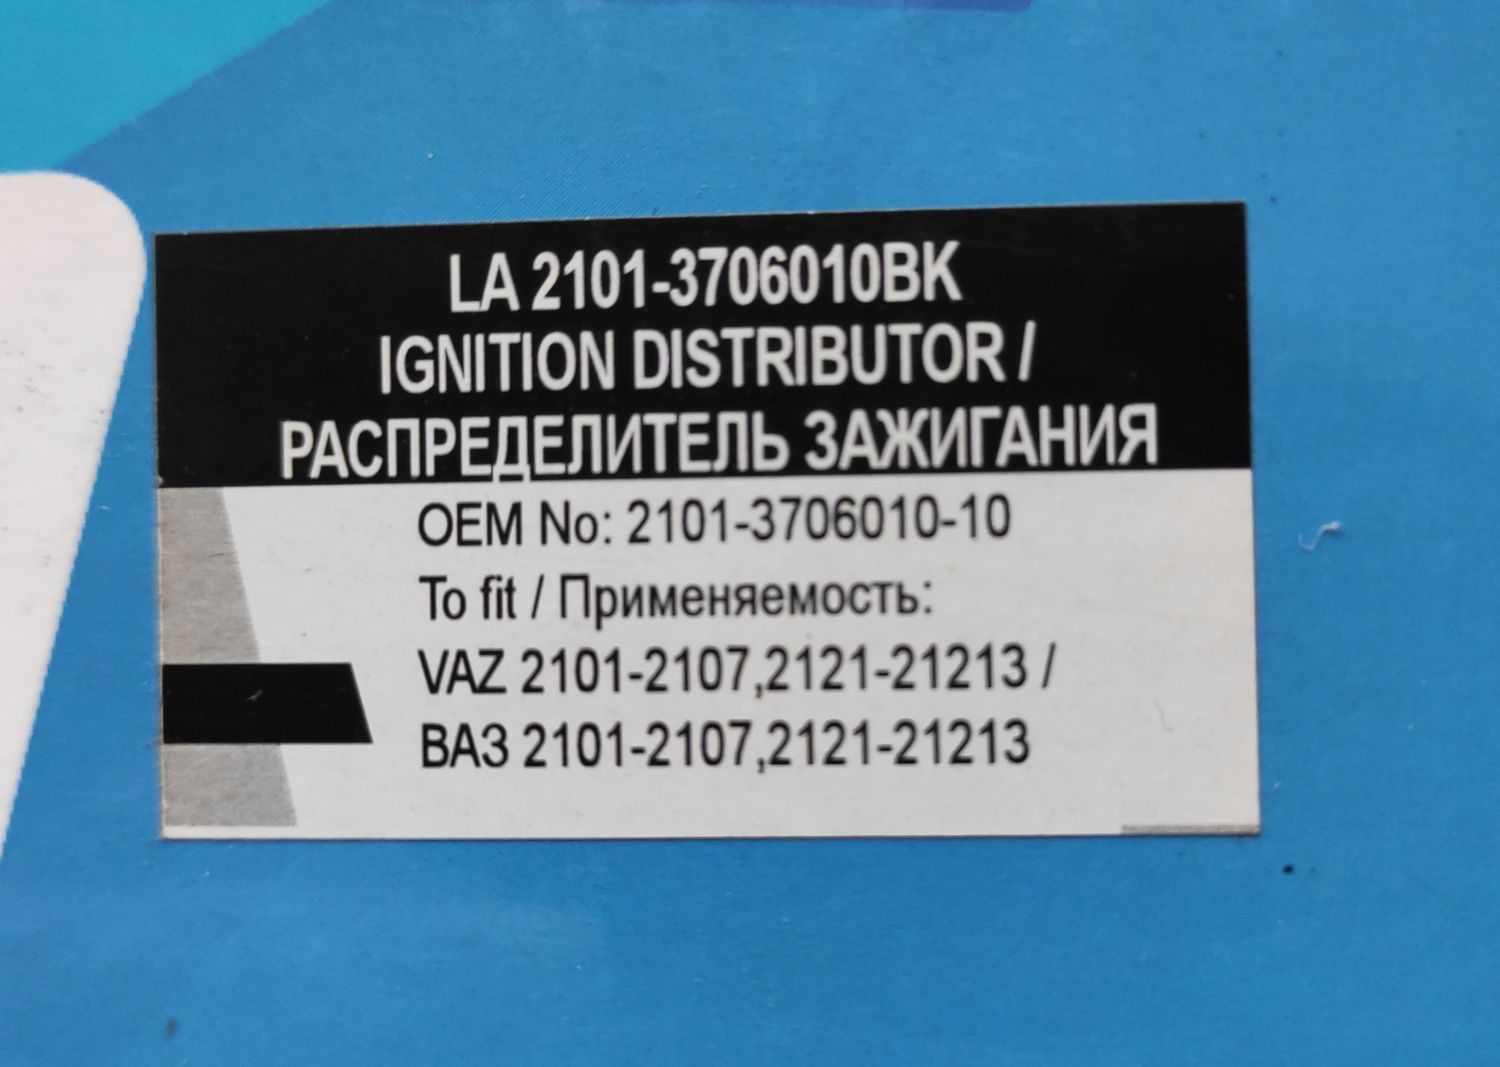 LA 2101-3706010BK
IGNITION DISTRIBUTOR /
РАСПРЕДЕЛИТЕЛЬ ЗАЖИГАНИЯ
OEM No: 2101-3706010-10
To fit / Применяемость:
VAZ 2101-2107,2121-21213 /
ВАЗ 2101-2107,2121-21213